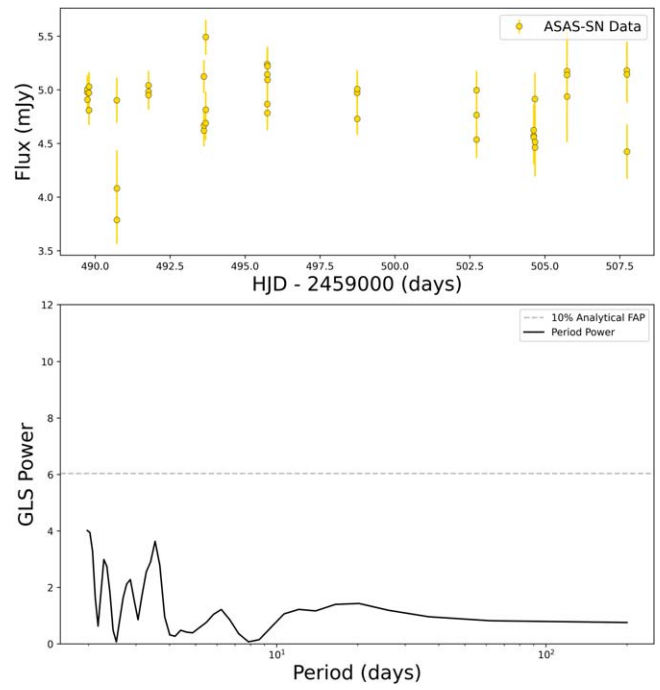 5.5
5.0
4.5
4.0
3.5
Flux (mJy)
ASAS-SN Data
490.0 492.5 495.0 497.5 500.0 502.5 505.0 507.5
HJD - 2459000 (days)
12
10
8
6
4
2
0
GLS Power
10% Analytical FAP
Period Power
10¹ 10²
Period (days)